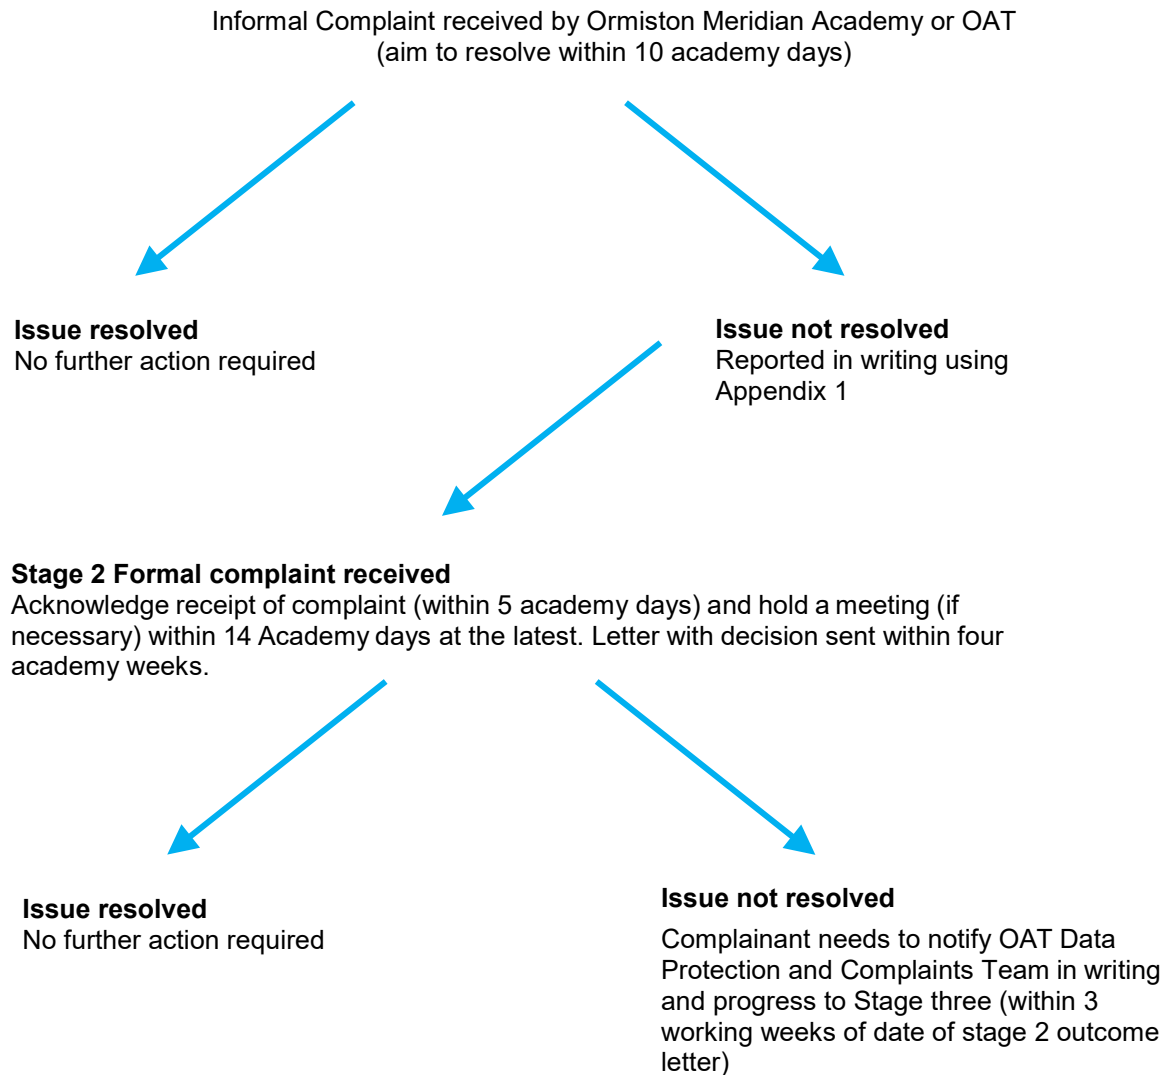 Informal Complaint received by Ormiston Meridian Academy or OAT
(aim to resolve within 10 academy days)
Issue resolved
No further action required
Issue not resolved
Reported in writing using
Appendix 1
Stage 2 Formal complaint received
Acknowledge receipt of complaint (within 5 academy days) and hold a meeting (if
necessary) within 14 Academy days at the latest. Letter with decision sent within four
academy weeks.
Issue resolved
No further action required
Issue not resolved
Complainant needs to notify OAT Data
Protection and Complaints Team in writing
and progress to Stage three (within 3
working weeks of date of stage 2 outcome
letter)